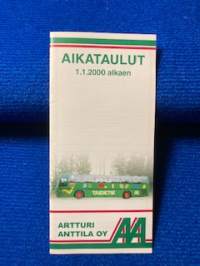 AIKATAULUT
1.1.2000 alkaen
ARTTURI
ANTTILA OY
AA